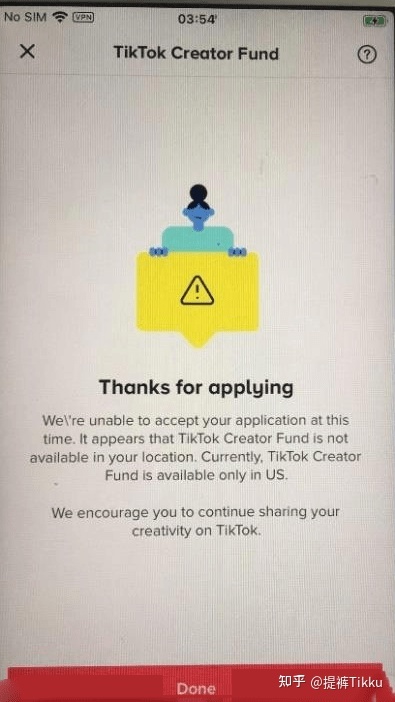 No SIM VPN 03:54
TikTok Creator Fund ?
Thanks for applying
We\'re unable to accept your application at this
time. It appears that TikTok Creator Fund is not
available in your location. Currently, TikTok Creator
Fund is available only in US.
We encourage you to continue sharing your
creativity on TikTok.
Done
知乎 @提裤Tikku